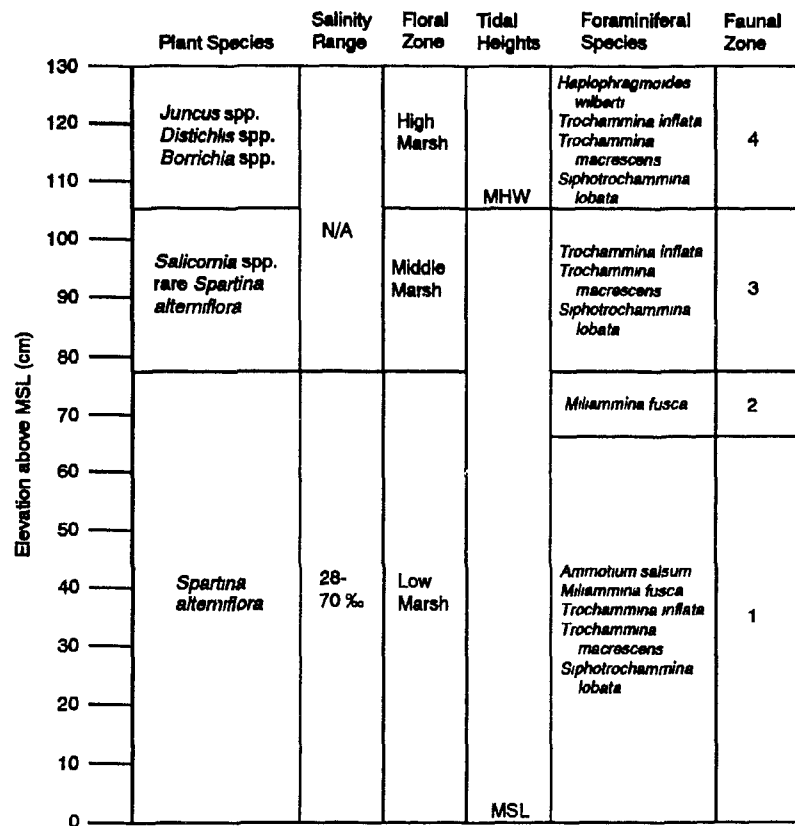 Plant Species
Salinity
Range
Floral
Zone
Tidal
Heights
Foraminiferal
Species
Faunal
Zone
Elevation above MSL (cm)
130
120
110
100
90
80
70
60
50
40
30
20
10
0
Juncus spp.
Distichlis spp.
Borrichia spp.
High
Marsh
MHW
Haplophragmoides
wilberti
Trochammina inflata
Trochammina
macrescens
Siphotrochammina
lobata
4
N/A
Salicornia spp.
rare Spartina
alterniflora
Middle
Marsh
Trochammina inflata
Trochammina
macrescens
Siphotrochammina
lobata
3
Miliammina fusca
2
Spartina
alterniflora
28-
70 ‰
Low
Marsh
Ammotium salsum
Miliammina fusca
Trochammina inflata
Trochammina
macrescens
Siphotrochammina
lobata
1
MSL